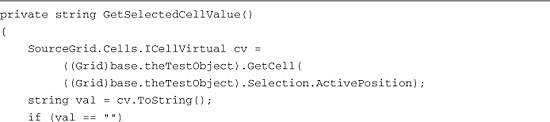 private string GetSelectedCellValue()
{
    SourceGrid.Cells.ICellVirtual cv =
        ((Grid)base.theTestObject).GetCell(
        ((Grid)base.theTestObject).Selection.ActivePosition);
    string val = cv.ToString();
    if (val == "")